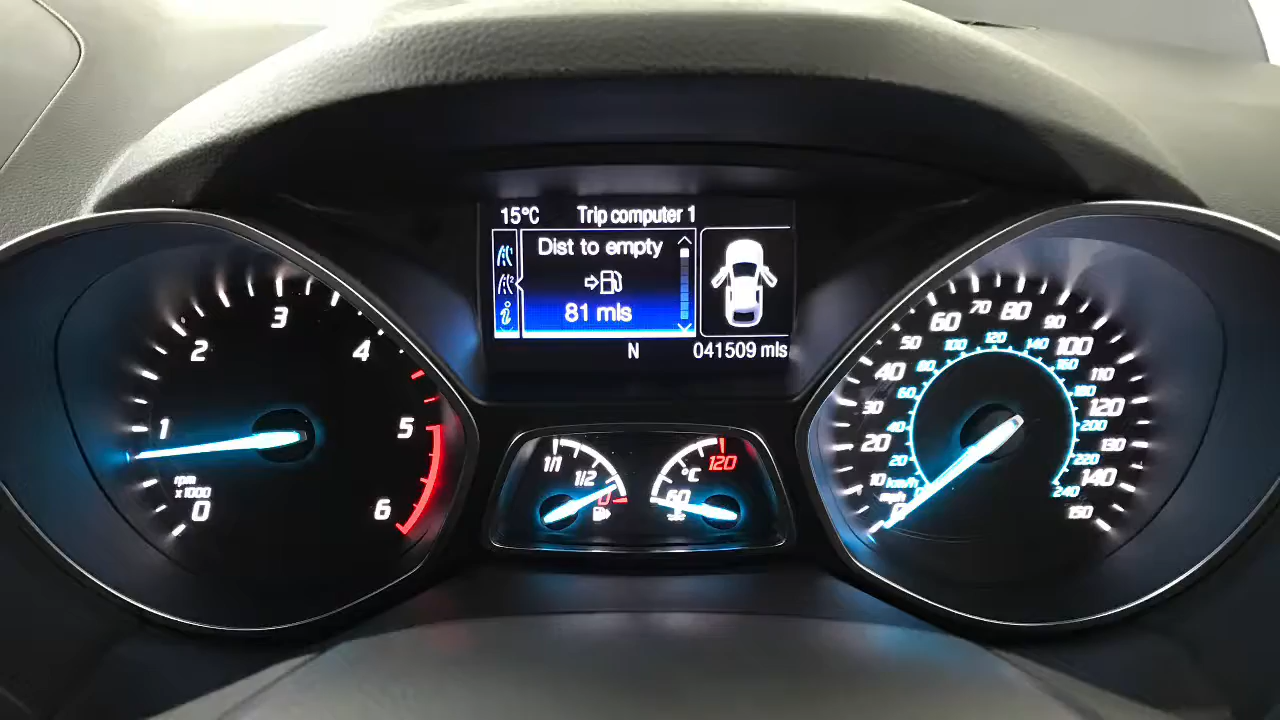 15°C Trip computer 1
Dist to empty
81 mls
N 041509 mls
0 1 2 3 4 5 6
rpm
x1000
1/1 1/2 0
60 °C 120
0 10 20 30 40 50 60 70 80 90 100 110 120 130 140 150
mph
km/h
0 20 40 60 80 100 120 140 160 180 200 220 240